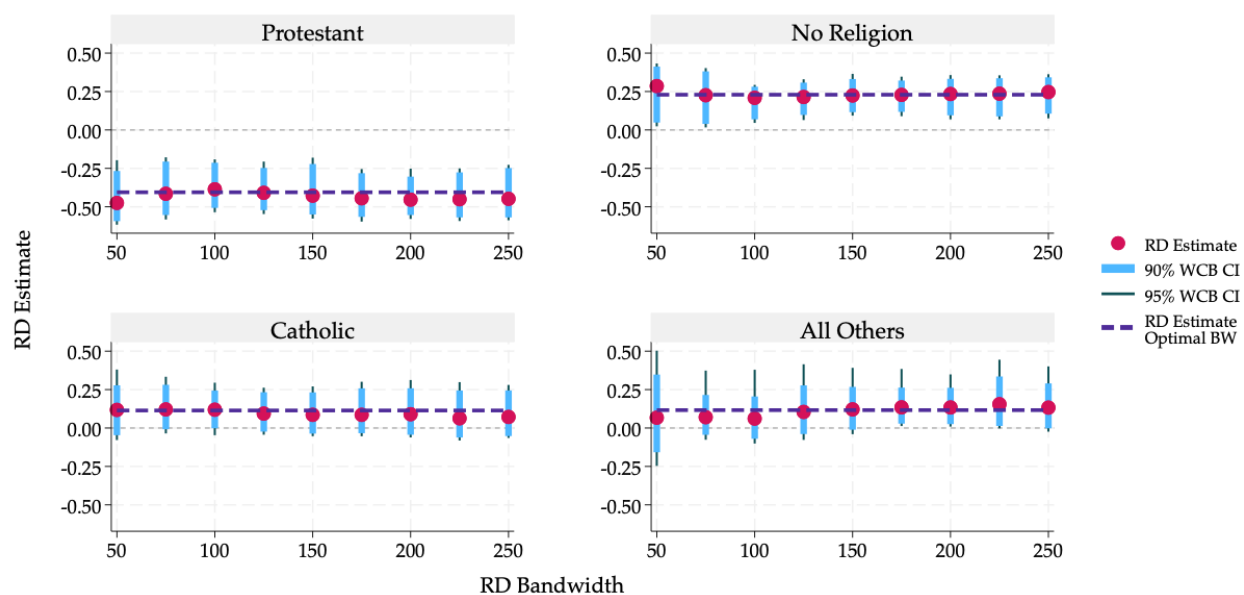 Protestant
0.50
0.25
0.00
-0.25
-0.50
50 100 150 200 250
No Religion
0.50
0.25
0.00
-0.25
-0.50
50 100 150 200 250
Catholic
0.50
0.25
0.00
-0.25
-0.50
50 100 150 200 250
All Others
0.50
0.25
0.00
-0.25
-0.50
50 100 150 200 250
RD Estimate
RD Bandwidth
RD Estimate
90% WCB CI
95% WCB CI
RD Estimate
Optimal BW